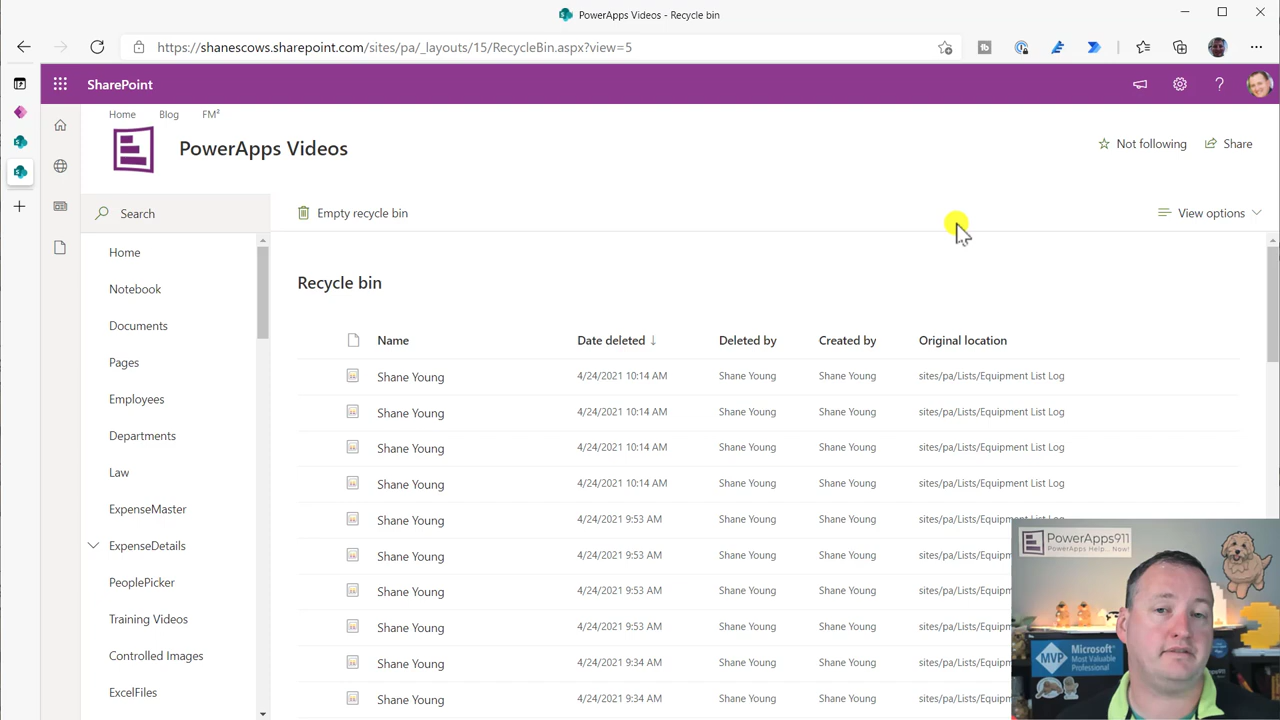 PowerApps Videos - Recycle bin
https://shanescows.sharepoint.com/sites/pa/_layouts/15/RecycleBin.aspx?view=5
SharePoint
Home Blog FM²
PowerApps Videos
Not following Share
Search
Empty recycle bin
View options
Home
Notebook
Documents
Pages
Employees
Departments
Law
ExpenseMaster
ExpenseDetails
PeoplePicker
Training Videos
Controlled Images
ExcelFiles
Recycle bin
Name Date deleted ↓ Deleted by Created by Original location
Shane Young 4/24/2021 10:14 AM Shane Young Shane Young sites/pa/Lists/Equipment List Log
Shane Young 4/24/2021 10:14 AM Shane Young Shane Young sites/pa/Lists/Equipment List Log
Shane Young 4/24/2021 10:14 AM Shane Young Shane Young sites/pa/Lists/Equipment List Log
Shane Young 4/24/2021 10:14 AM Shane Young Shane Young sites/pa/Lists/Equipment List Log
Shane Young 4/24/2021 9:53 AM Shane Young Shane Young sites/pa/Lists/Equipment List Log
Shane Young 4/24/2021 9:53 AM Shane Young Shane Young sites/pa/Lists/Equipm
Shane Young 4/24/2021 9:53 AM Shane Young Shane Young sites/pa/Lists/Equipm
Shane Young 4/24/2021 9:53 AM Shane Young Shane Young sites/pa/Lists/Equipm
Shane Young 4/24/2021 9:34 AM Shane Young Shane Young sites/pa/Lists/Equipm
Shane Young 4/24/2021 9:34 AM Shane Young Shane Young sites/pa/Lists/Equipm
PowerApps911
PowerApps Help... Now!
MVP Microsoft®
Most Valuable
Professional